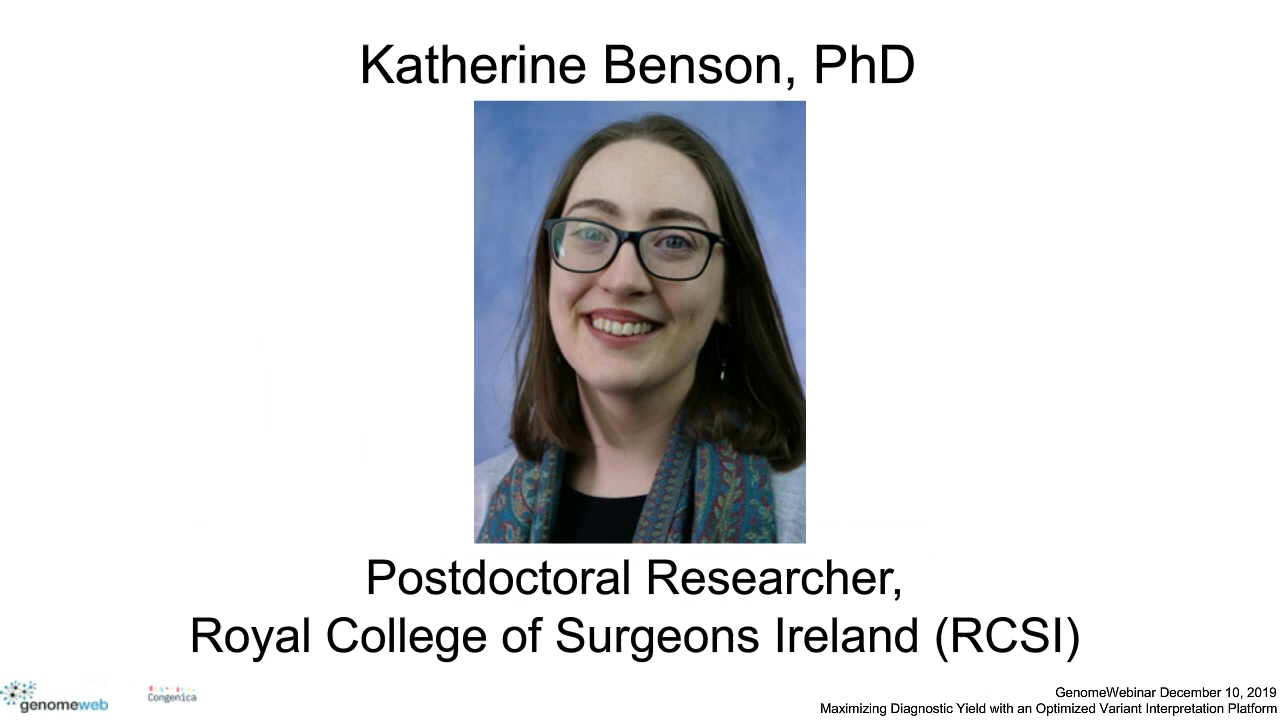 Katherine Benson, PhD
Postdoctoral Researcher,
Royal College of Surgeons Ireland (RCSI)
genomeweb
Congenica
GenomeWebinar December 10, 2019
Maximizing Diagnostic Yield with an Optimized Variant Interpretation Platform